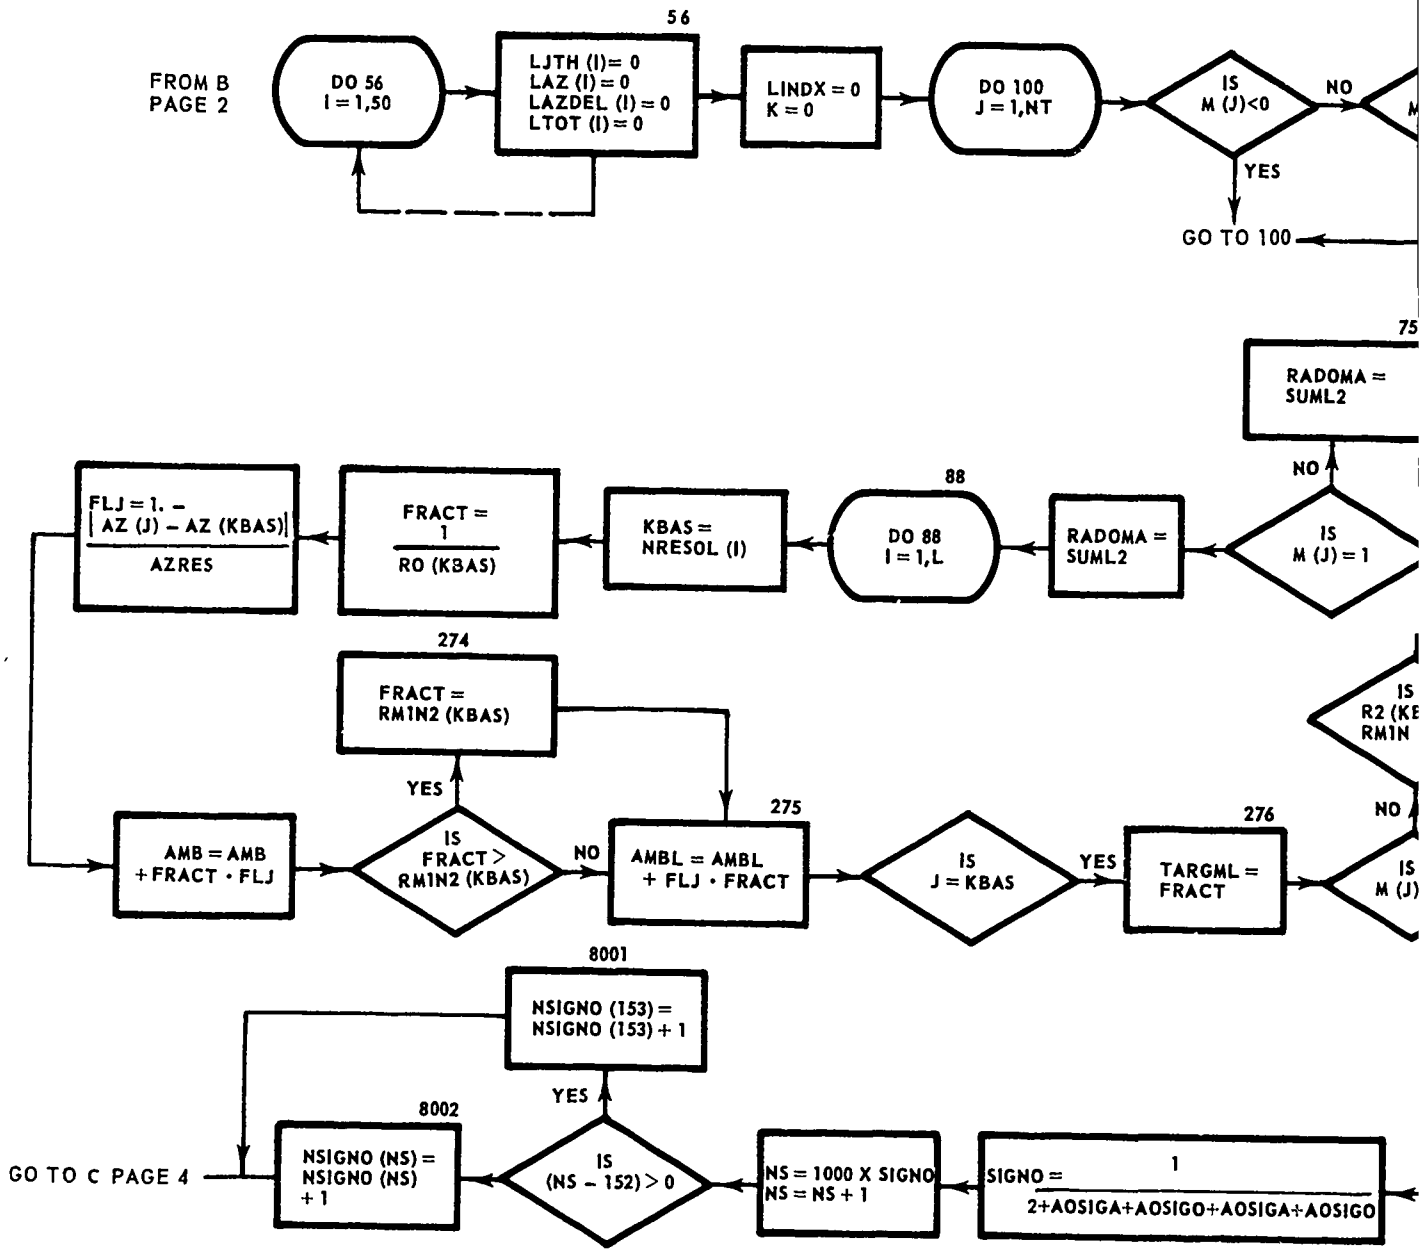 56
FROM B
PAGE 2
DO 56
I = 1,50
LJTH (I) = 0
LAZ (I) = 0
LAZDEL (I) = 0
LTOT (I) = 0
LINDX = 0
K = 0
DO 100
J = 1,NT
IS
M (J)<0
NO
YES
GO TO 100
75
RADOMA =
SUML2
NO
IS
M (J) = 1
RADOMA =
SUML2
88
DO 88
I = 1,L
KBAS =
NRESOL (I)
FRACT =
1
RO (KBAS)
FLJ = 1. –
| AZ (J) – AZ (KBAS)|
AZRES
274
FRACT =
RM1N2 (KBAS)
YES
AMB = AMB
+ FRACT · FLJ
IS
FRACT >
RM1N2 (KBAS)
NO
275
AMBL = AMBL
+ FLJ · FRACT
IS
J = KBAS
YES
276
TARGML =
FRACT
IS
R2 (KB
RM1N
NO
IS
M (J)
8001
NSIGNO (153) =
NSIGNO (153) + 1
YES
8002
GO TO C PAGE 4
NSIGNO (NS) =
NSIGNO (NS)
+ 1
IS
(NS – 152) > 0
NS = 1000 X SIGNO
NS = NS + 1
SIGNO =
1
2+AOSIGA+AOSIGO+AOSIGA+AOSIGO